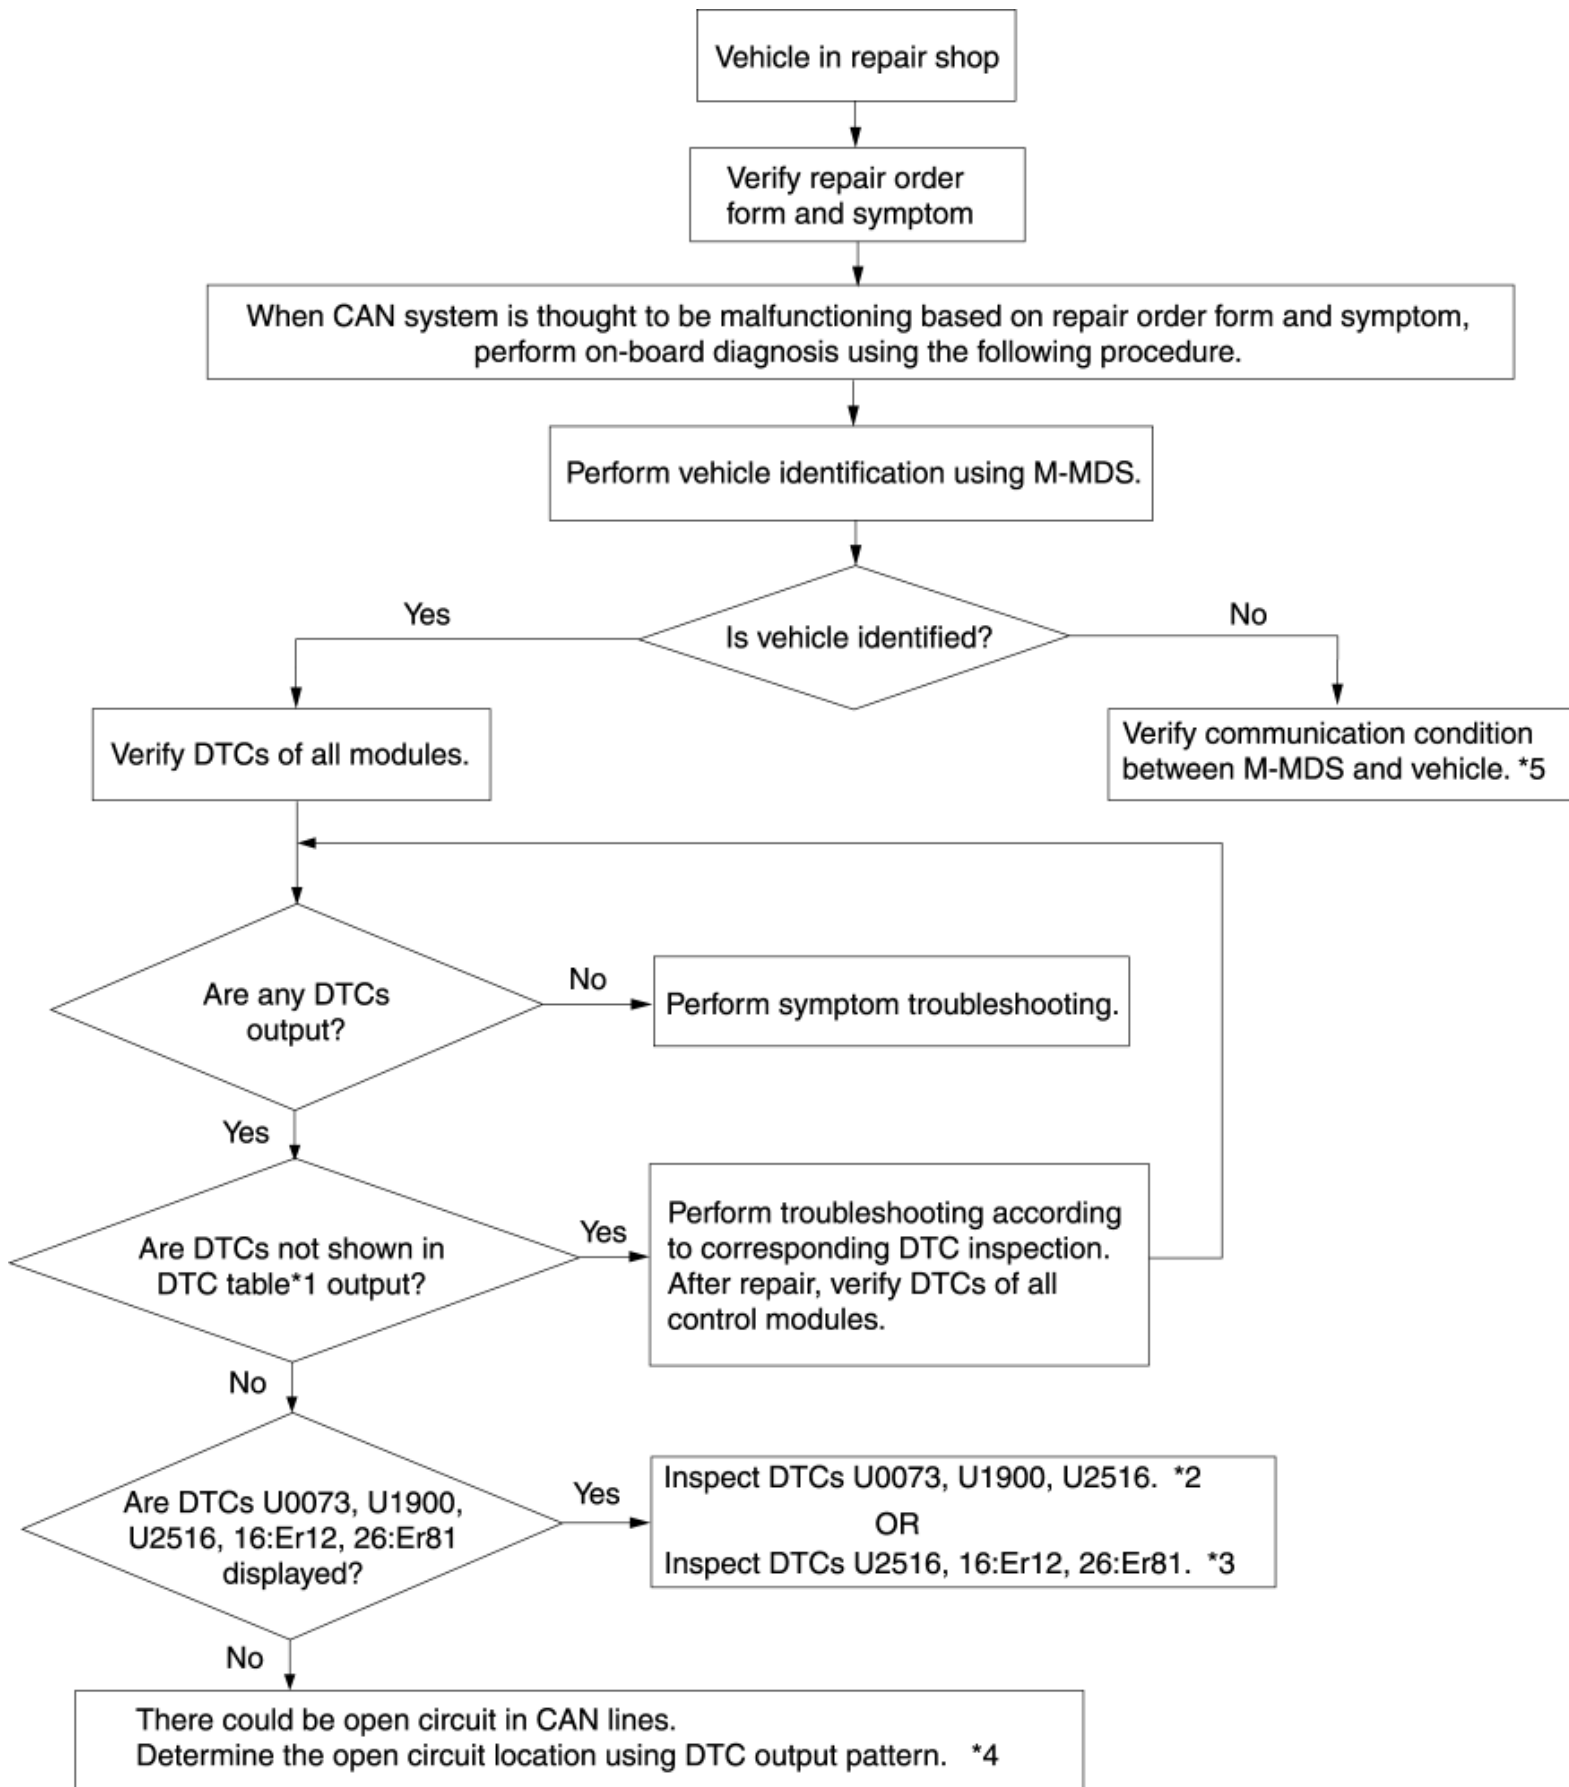 Vehicle in repair shop
Verify repair order
form and symptom
When CAN system is thought to be malfunctioning based on repair order form and symptom,
perform on-board diagnosis using the following procedure.
Perform vehicle identification using M-MDS.
Is vehicle identified?
Yes
No
Verify DTCs of all modules.
Verify communication condition
between M-MDS and vehicle. *5
Are any DTCs
output?
No
Perform symptom troubleshooting.
Yes
Are DTCs not shown in
DTC table*1 output?
Yes
Perform troubleshooting according
to corresponding DTC inspection.
After repair, verify DTCs of all
control modules.
No
Are DTCs U0073, U1900,
U2516, 16:Er12, 26:Er81
displayed?
Yes
Inspect DTCs U0073, U1900, U2516. *2
OR
Inspect DTCs U2516, 16:Er12, 26:Er81. *3
No
There could be open circuit in CAN lines.
Determine the open circuit location using DTC output pattern. *4